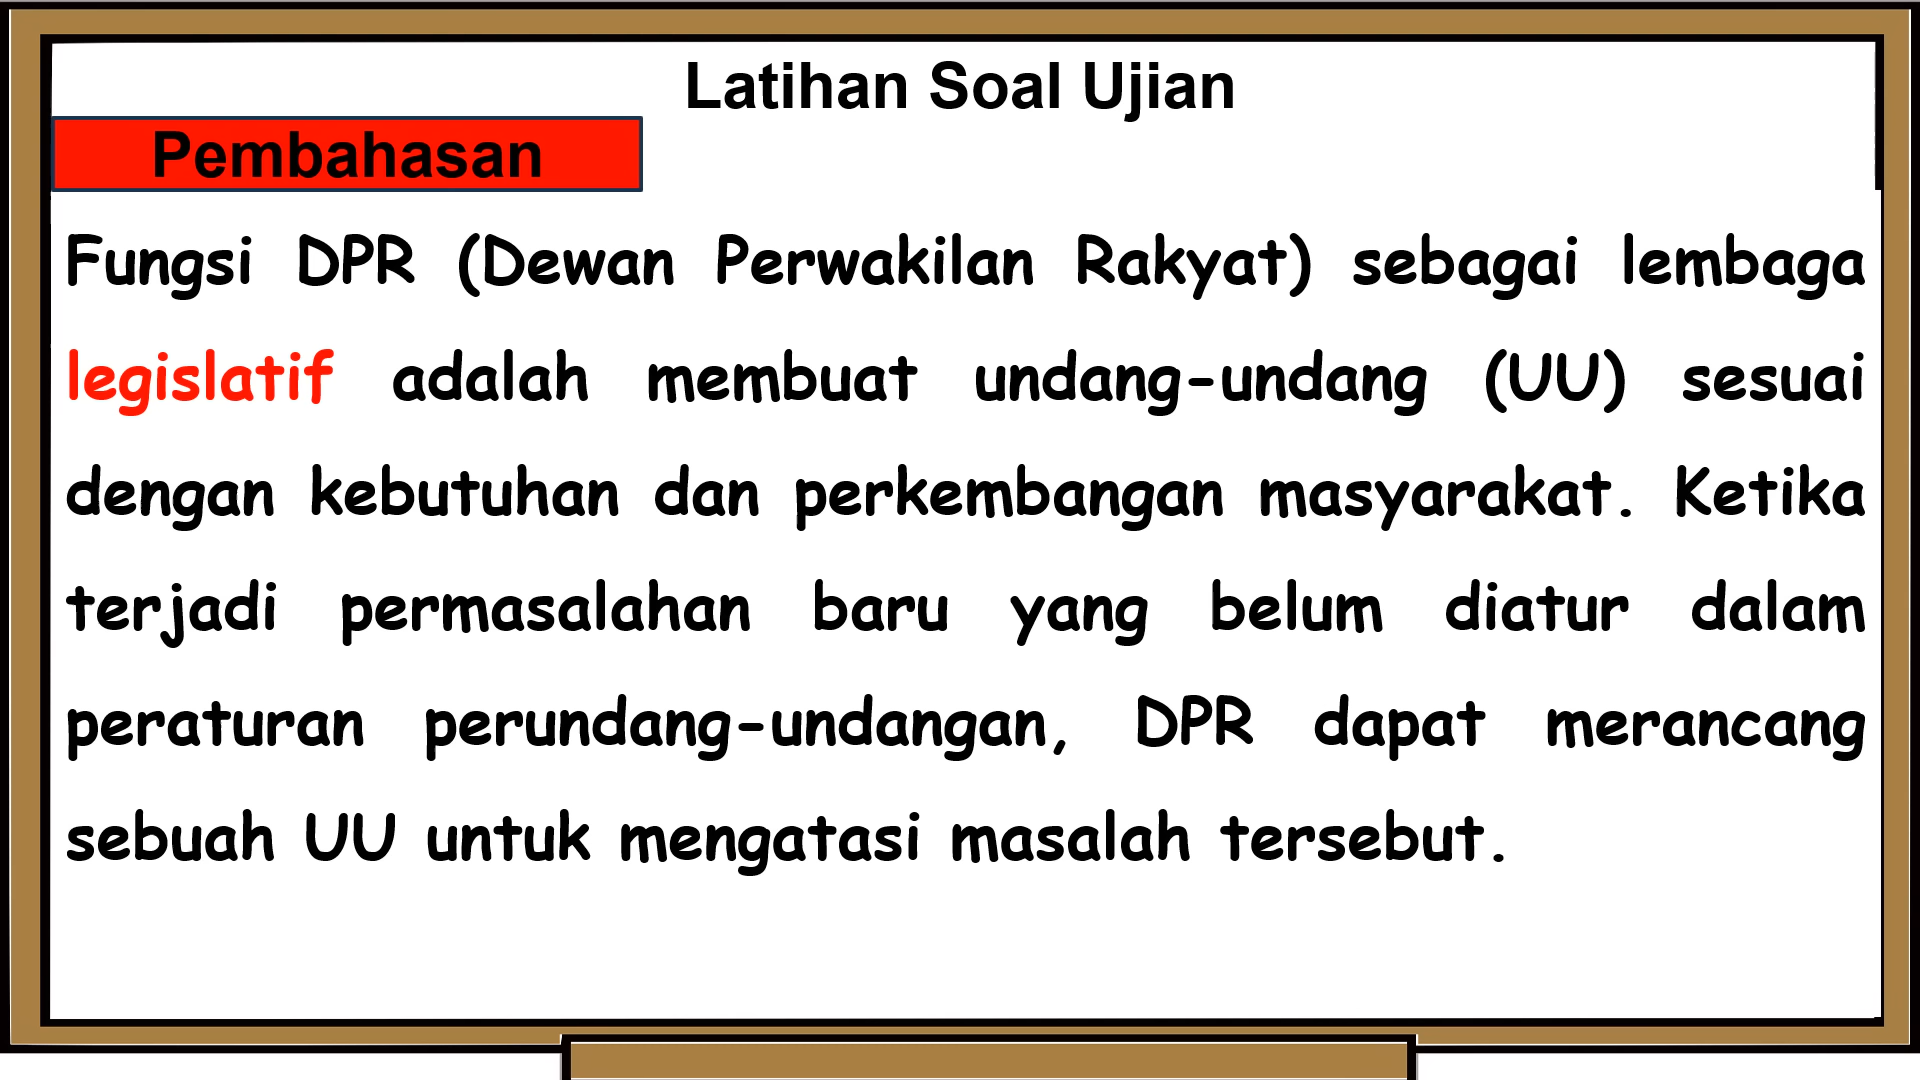 Latihan Soal Ujian
Pembahasan
Fungsi DPR (Dewan Perwakilan Rakyat) sebagai lembaga
legislatif adalah membuat undang-undang (UU) sesuai
dengan kebutuhan dan perkembangan masyarakat. Ketika
terjadi permasalahan baru yang belum diatur dalam
peraturan perundang-undangan, DPR dapat merancang
sebuah UU untuk mengatasi masalah tersebut.